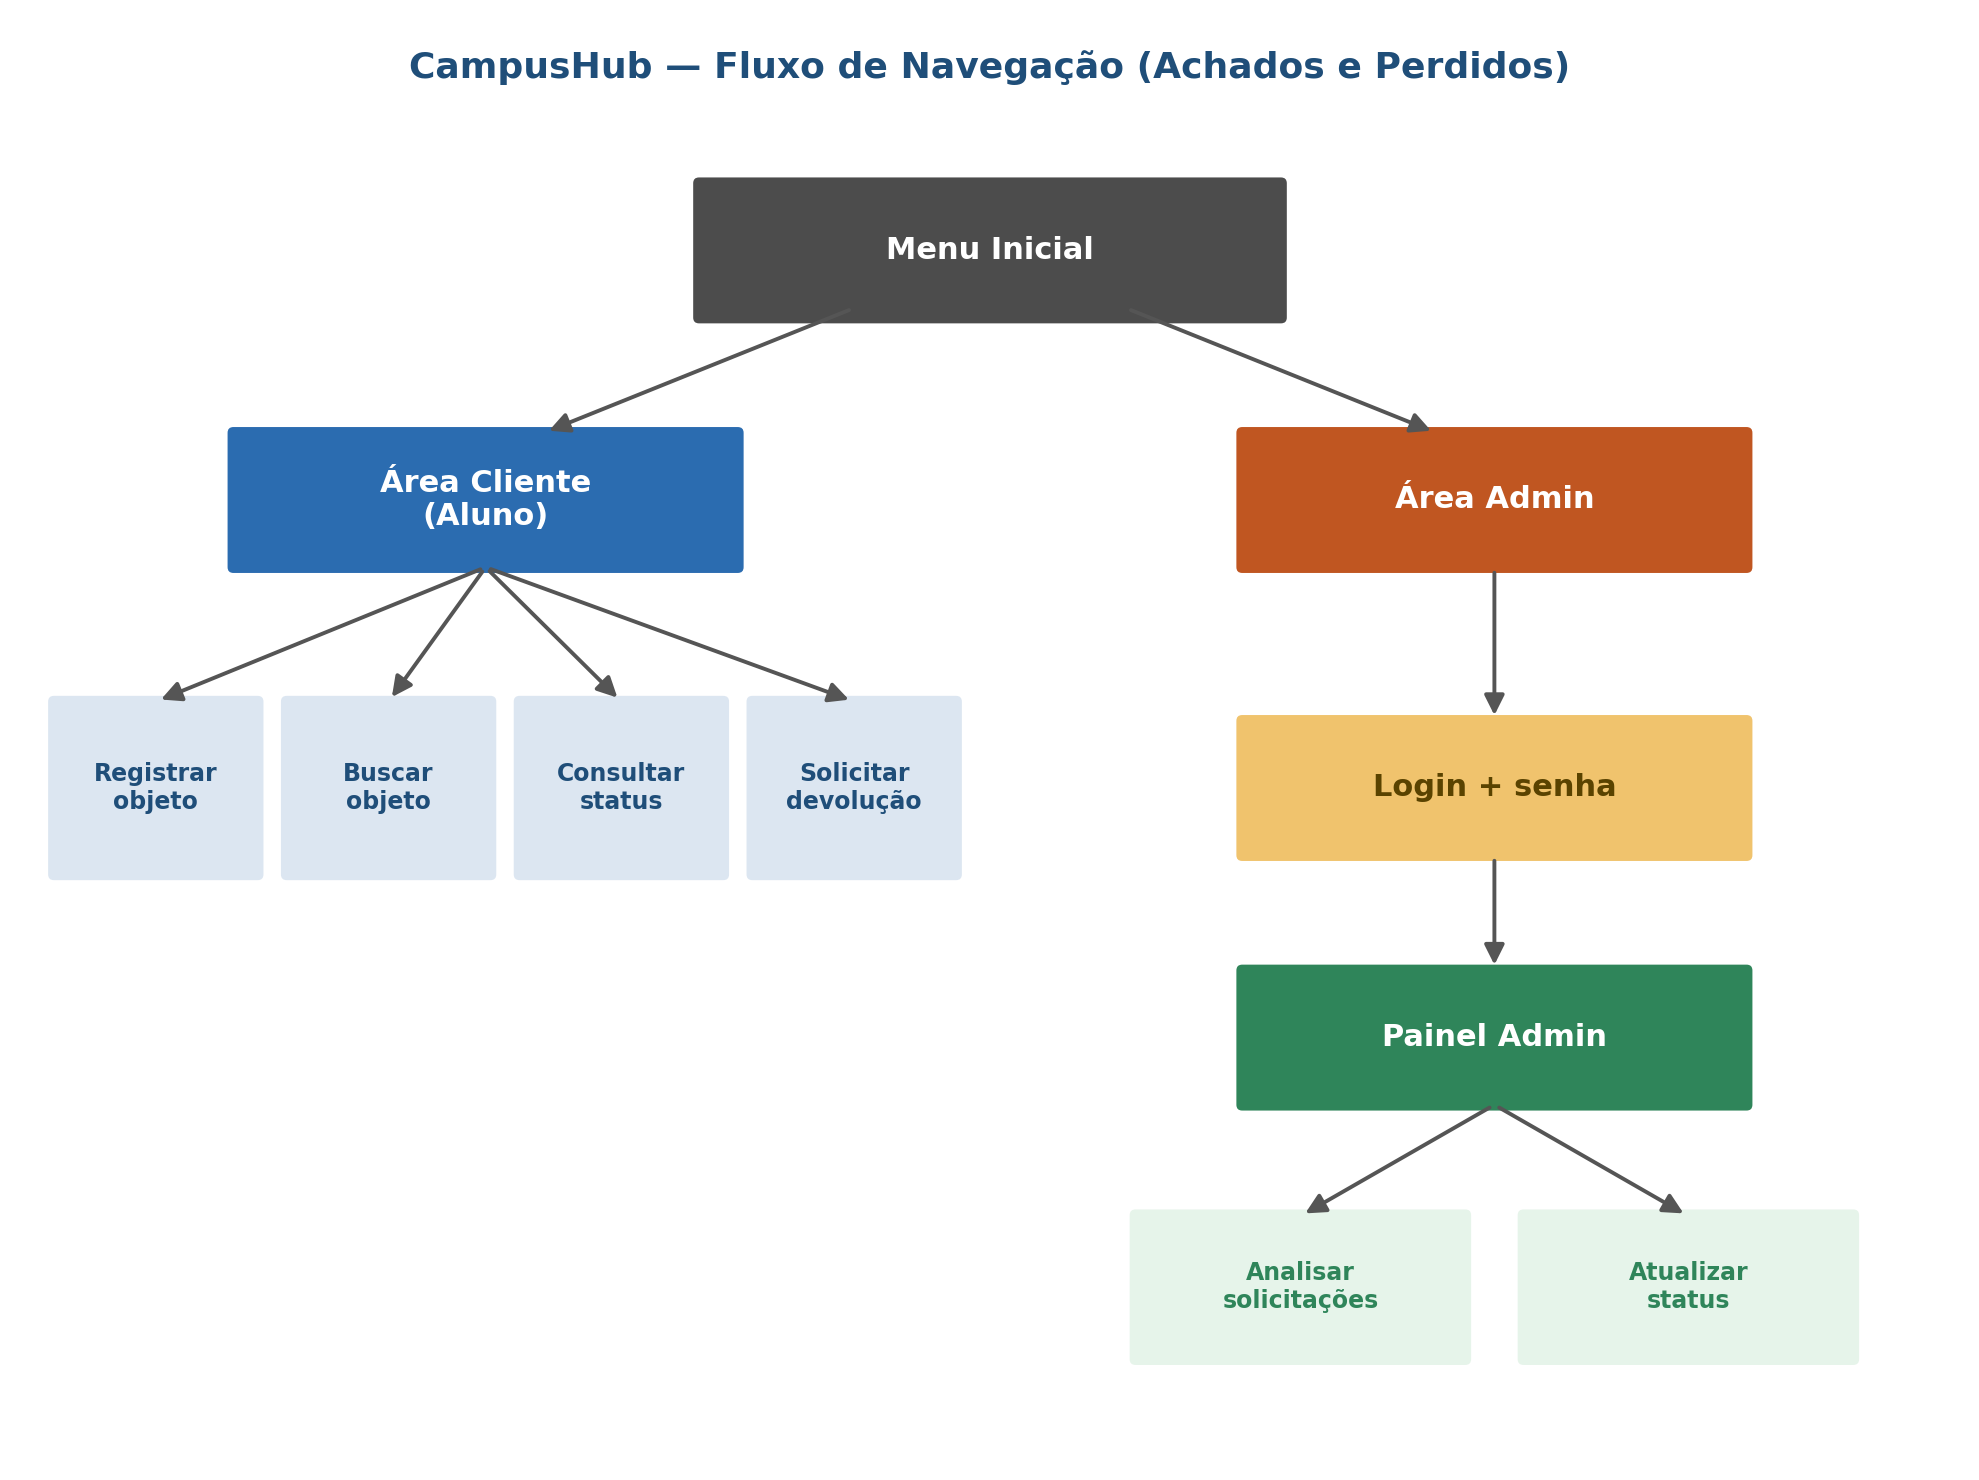 CampusHub — Fluxo de Navegação (Achados e Perdidos)
Menu Inicial
Área Cliente
(Aluno)
Área Admin
Registrar
objeto
Buscar
objeto
Consultar
status
Solicitar
devolução
Login + senha
Painel Admin
Analisar
solicitações
Atualizar
status